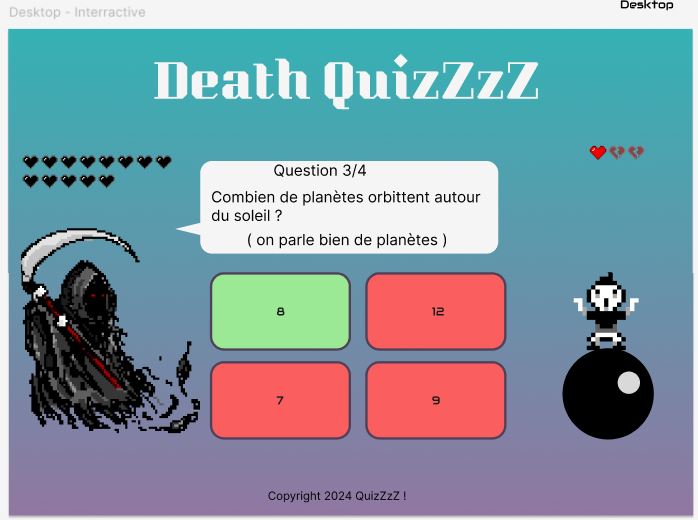 Desktop - Interractive
Desktop
Death QuizZzZ
Question 3/4
Combien de planètes orbittent autour
du soleil ?
( on parle bien de planètes )
8
12
7
9
Copyright 2024 QuizZzZ !